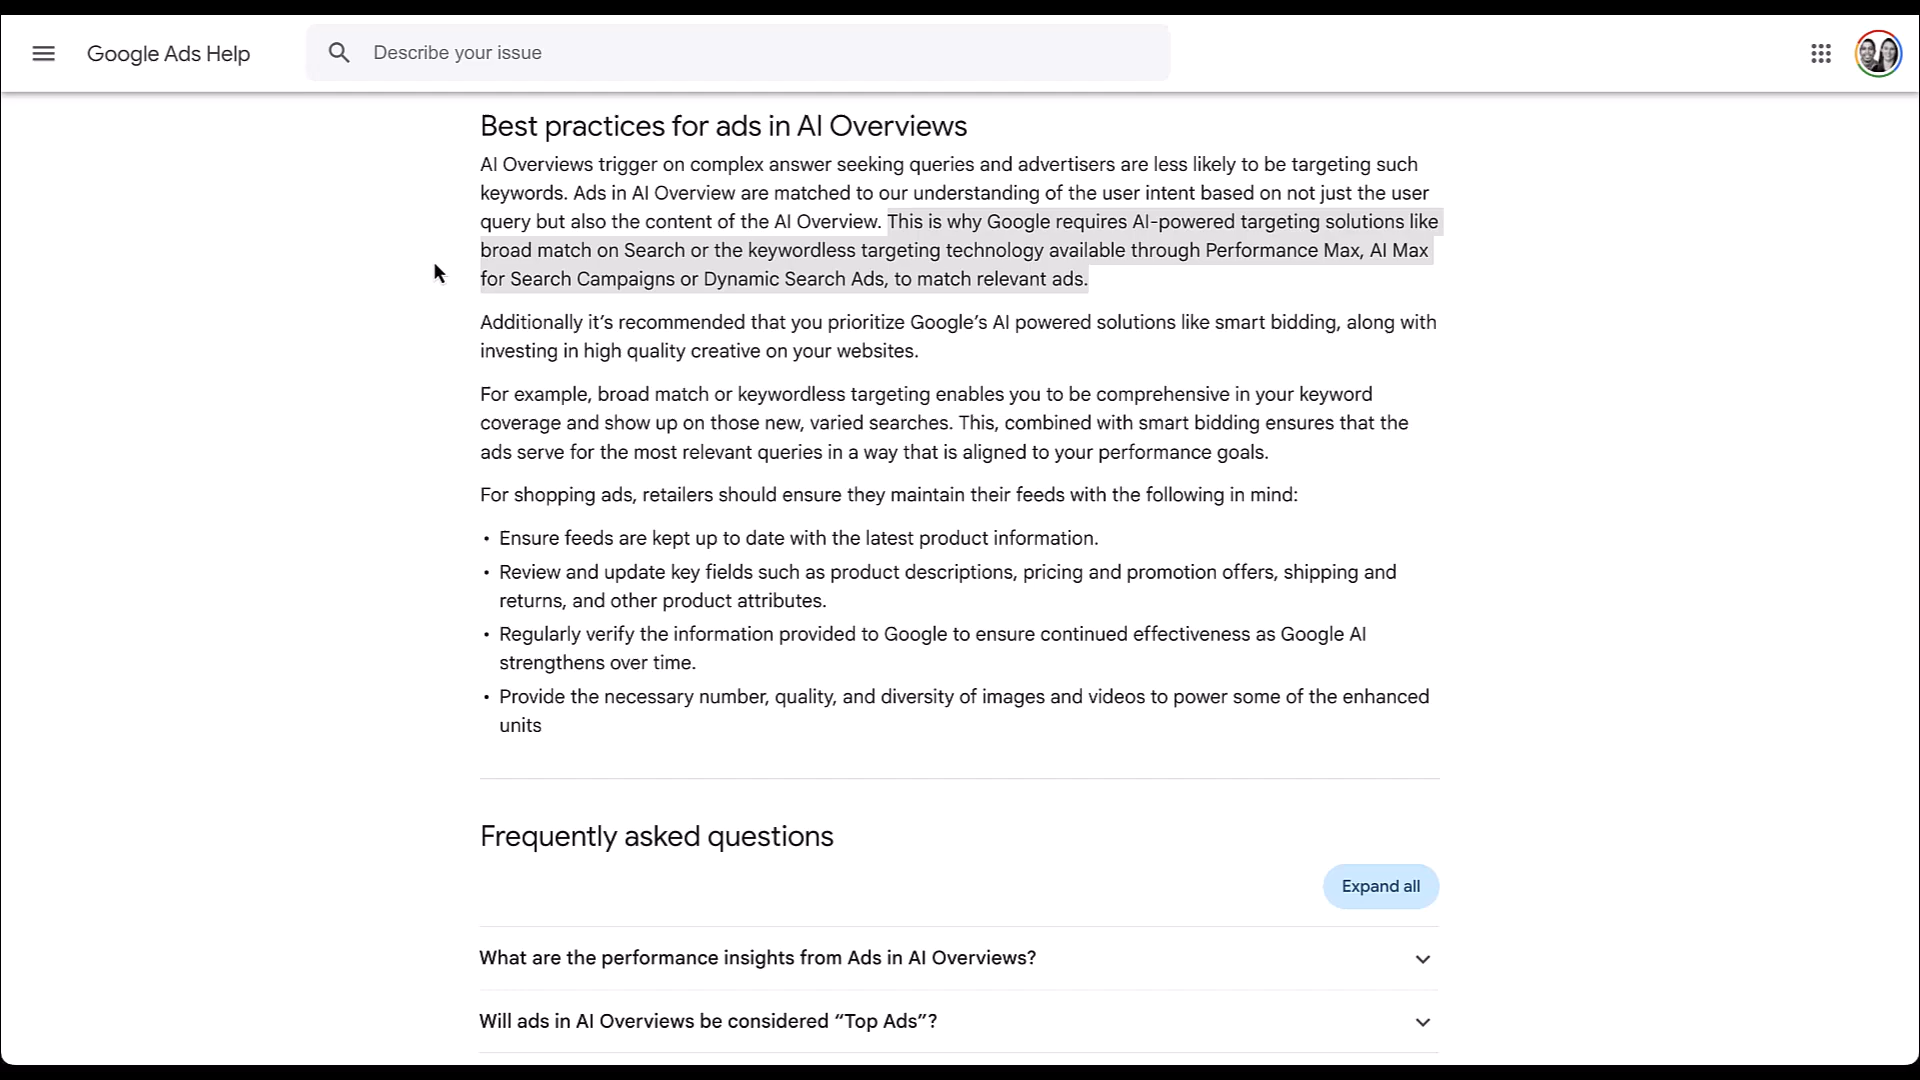 Google Ads Help
Describe your issue
Best practices for ads in AI Overviews
AI Overviews trigger on complex answer seeking queries and advertisers are less likely to be targeting such
keywords. Ads in AI Overview are matched to our understanding of the user intent based on not just the user
query but also the content of the AI Overview. This is why Google requires AI-powered targeting solutions like
broad match on Search or the keywordless targeting technology available through Performance Max, AI Max
for Search Campaigns or Dynamic Search Ads, to match relevant ads.
Additionally it’s recommended that you prioritize Google’s AI powered solutions like smart bidding, along with
investing in high quality creative on your websites.
For example, broad match or keywordless targeting enables you to be comprehensive in your keyword
coverage and show up on those new, varied searches. This, combined with smart bidding ensures that the
ads serve for the most relevant queries in a way that is aligned to your performance goals.
For shopping ads, retailers should ensure they maintain their feeds with the following in mind:
• Ensure feeds are kept up to date with the latest product information.
• Review and update key fields such as product descriptions, pricing and promotion offers, shipping and
returns, and other product attributes.
• Regularly verify the information provided to Google to ensure continued effectiveness as Google AI
strengthens over time.
• Provide the necessary number, quality, and diversity of images and videos to power some of the enhanced
units
Frequently asked questions
Expand all
What are the performance insights from Ads in AI Overviews?
Will ads in AI Overviews be considered “Top Ads”?